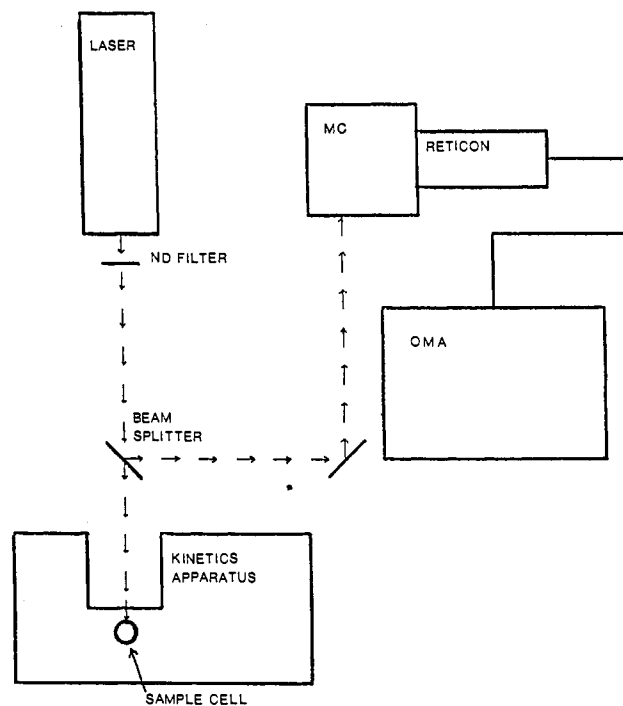 LASER
MC
RETICON
ND FILTER
OMA
BEAM
SPLITTER
KINETICS
APPARATUS
SAMPLE CELL